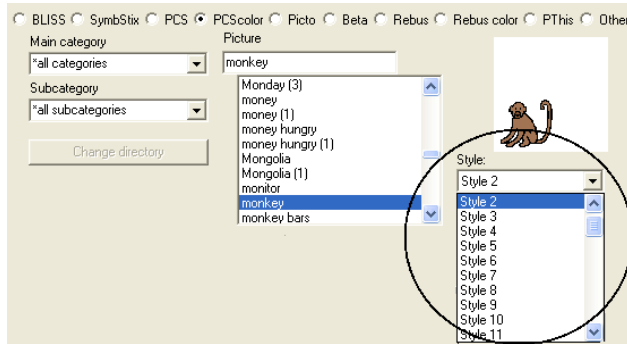 BLISS SymbStix PCS PCScolor Picto Beta Rebus Rebus color PThis Other
Main category
*all categories
Subcategory
*all subcategories
Change directory
Picture
monkey
Monday (3)
money
money (1)
money hungry
money hungry (1)
Mongolia
Mongolia (1)
monitor
monkey
monkey bars
Style:
Style 2
Style 2
Style 3
Style 4
Style 5
Style 6
Style 7
Style 8
Style 9
Style 10
Style 11